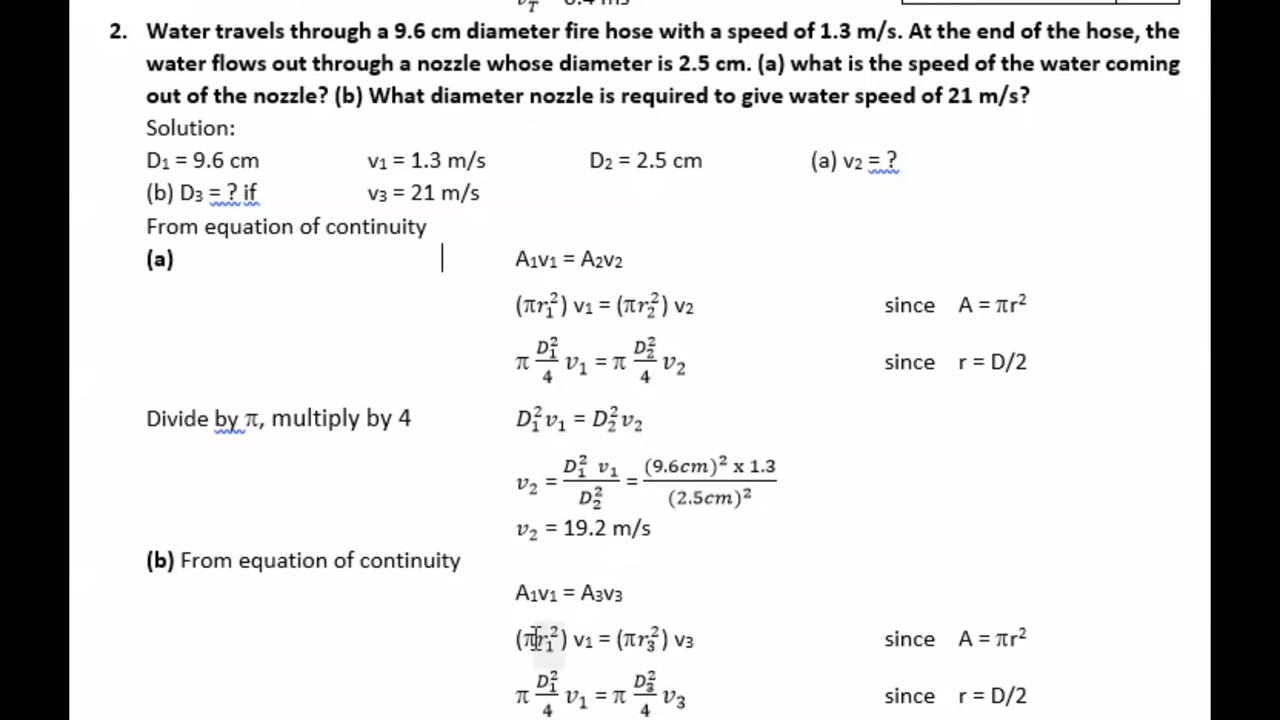 2. Water travels through a 9.6 cm diameter fire hose with a speed of 1.3 m/s. At the end of the hose, the
water flows out through a nozzle whose diameter is 2.5 cm. (a) what is the speed of the water coming
out of the nozzle? (b) What diameter nozzle is required to give water speed of 21 m/s?
Solution:
D₁ = 9.6 cm v₁ = 1.3 m/s D₂ = 2.5 cm (a) v₂ = ?
(b) D₃ = ? if v₃ = 21 m/s
From equation of continuity
(a) A₁v₁ = A₂v₂
(πr₁²) v₁ = (πr₂²) v₂ since A = πr²
π D₁²/4 v₁ = π D₂²/4 v₂ since r = D/2
Divide by π, multiply by 4 D₁²v₁ = D₂²v₂
v₂ = D₁² v₁/D₂² = (9.6cm)² x 1.3/(2.5cm)²
v₂ = 19.2 m/s
(b) From equation of continuity
A₁v₁ = A₃v₃
(πr₁²) v₁ = (πr₃²) v₃ since A = πr²
π D₁²/4 v₁ = π D₃²/4 v₃ since r = D/2